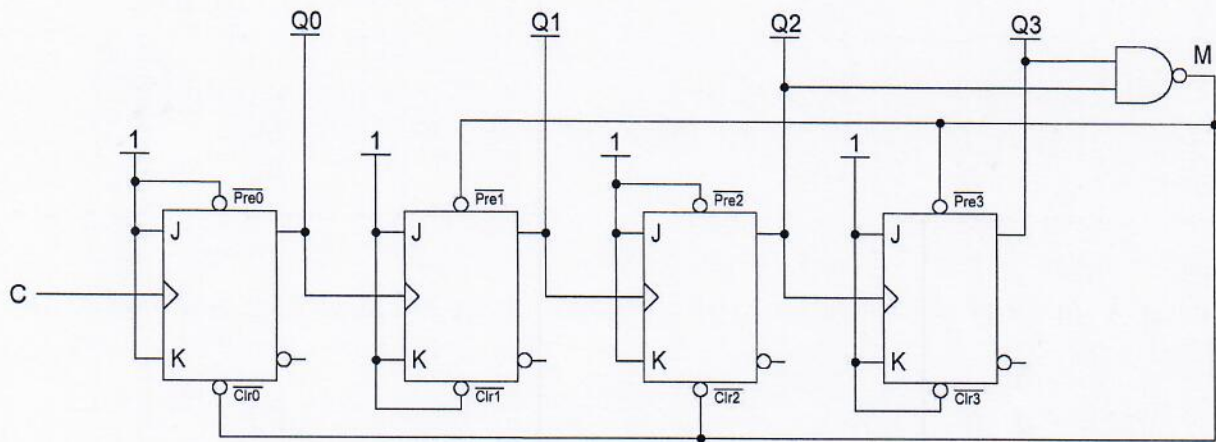 Q0 Q1 Q2 Q3 M
1 1 1 1
Pre0 Pre1 Pre2 Pre3
J J J J
C
K K K K
Clr0 Clr1 Clr2 Clr3